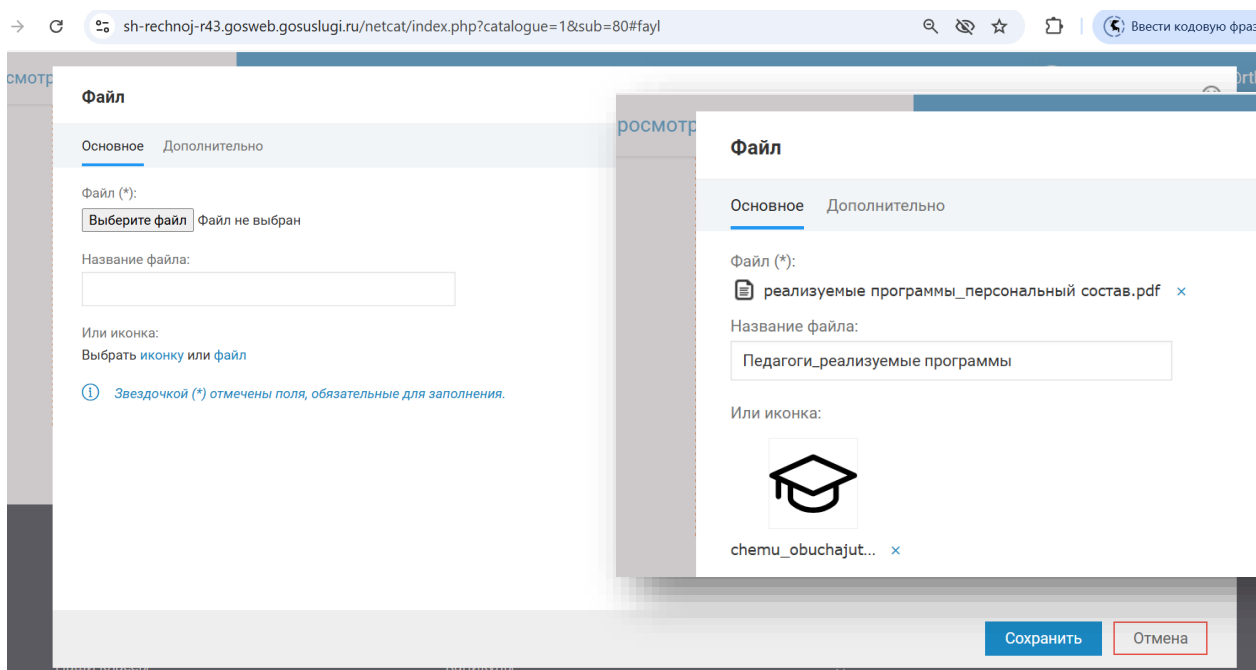 sh-rechnoj-r43.gosweb.gosuslugi.ru/netcat/index.php?catalogue=1&sub=80#fayl
Ввести кодовую фраз
смотр
Файл
Основное Дополнительно
Файл (*):
Выберите файл Файл не выбран
Название файла:
Или иконка:
Выбрать иконку или файл
Звездочкой (*) отмечены поля, обязательные для заполнения.
росмотр
Файл
Основное Дополнительно
Файл (*):
реализуемые программы_персональный состав.pdf ×
Название файла:
Педагоги_реализуемые программы
Или иконка:
chemu_obuchajut... ×
Сохранить Отмена